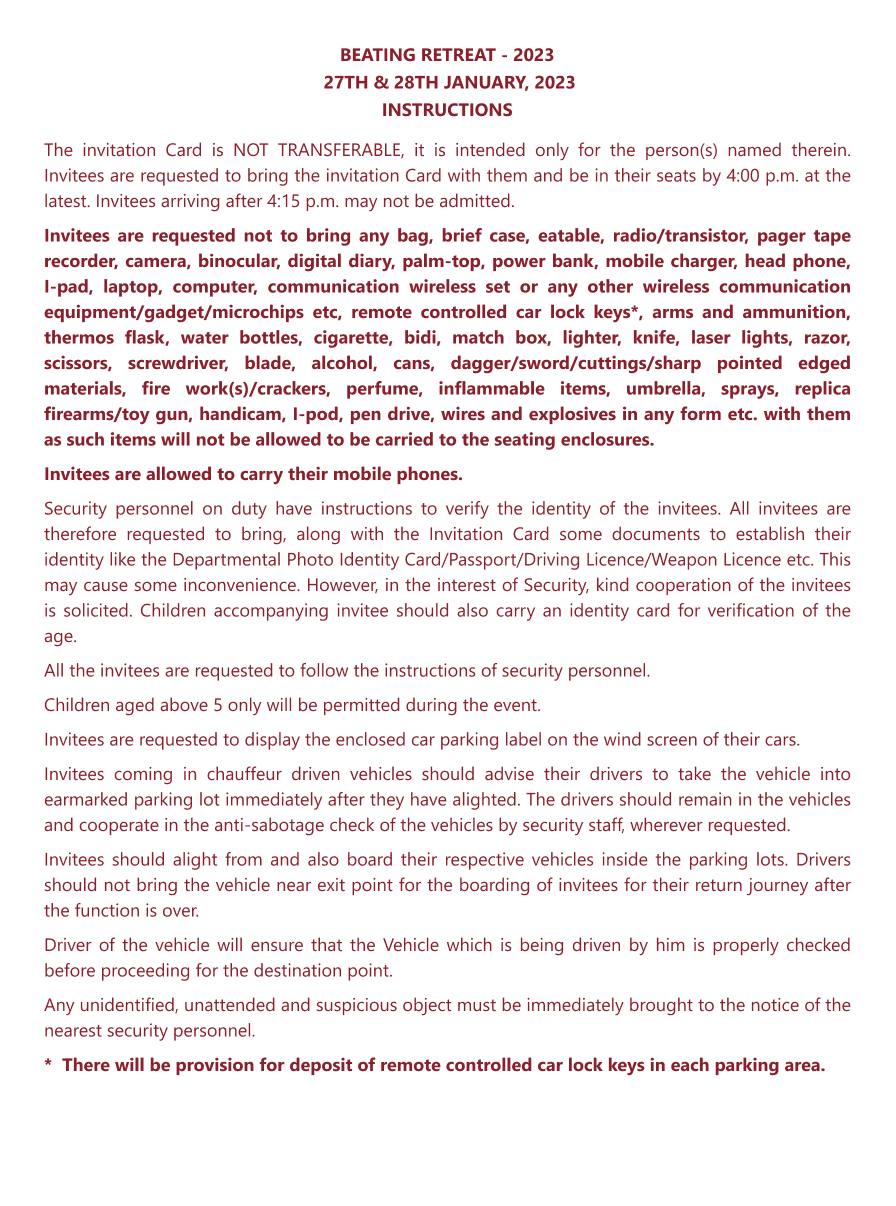 BEATING RETREAT - 2023
27TH & 28TH JANUARY, 2023
INSTRUCTIONS
The invitation Card is NOT TRANSFERABLE, it is intended only for the person(s) named therein.
Invitees are requested to bring the invitation Card with them and be in their seats by 4:00 p.m. at the
latest. Invitees arriving after 4:15 p.m. may not be admitted.
Invitees are requested not to bring any bag, brief case, eatable, radio/transistor, pager tape
recorder, camera, binocular, digital diary, palm-top, power bank, mobile charger, head phone,
I-pad, laptop, computer, communication wireless set or any other wireless communication
equipment/gadget/microchips etc, remote controlled car lock keys*, arms and ammunition,
thermos flask, water bottles, cigarette, bidi, match box, lighter, knife, laser lights, razor,
scissors, screwdriver, blade, alcohol, cans, dagger/sword/cuttings/sharp pointed edged
materials, fire work(s)/crackers, perfume, inflammable items, umbrella, sprays, replica
firearms/toy gun, handicam, I-pod, pen drive, wires and explosives in any form etc. with them
as such items will not be allowed to be carried to the seating enclosures.
Invitees are allowed to carry their mobile phones.
Security personnel on duty have instructions to verify the identity of the invitees. All invitees are
therefore requested to bring, along with the Invitation Card some documents to establish their
identity like the Departmental Photo Identity Card/Passport/Driving Licence/Weapon Licence etc. This
may cause some inconvenience. However, in the interest of Security, kind cooperation of the invitees
is solicited. Children accompanying invitee should also carry an identity card for verification of the
age.
All the invitees are requested to follow the instructions of security personnel.
Children aged above 5 only will be permitted during the event.
Invitees are requested to display the enclosed car parking label on the wind screen of their cars.
Invitees coming in chauffeur driven vehicles should advise their drivers to take the vehicle into
earmarked parking lot immediately after they have alighted. The drivers should remain in the vehicles
and cooperate in the anti-sabotage check of the vehicles by security staff, wherever requested.
Invitees should alight from and also board their respective vehicles inside the parking lots. Drivers
should not bring the vehicle near exit point for the boarding of invitees for their return journey after
the function is over.
Driver of the vehicle will ensure that the Vehicle which is being driven by him is properly checked
before proceeding for the destination point.
Any unidentified, unattended and suspicious object must be immediately brought to the notice of the
nearest security personnel.
* There will be provision for deposit of remote controlled car lock keys in each parking area.